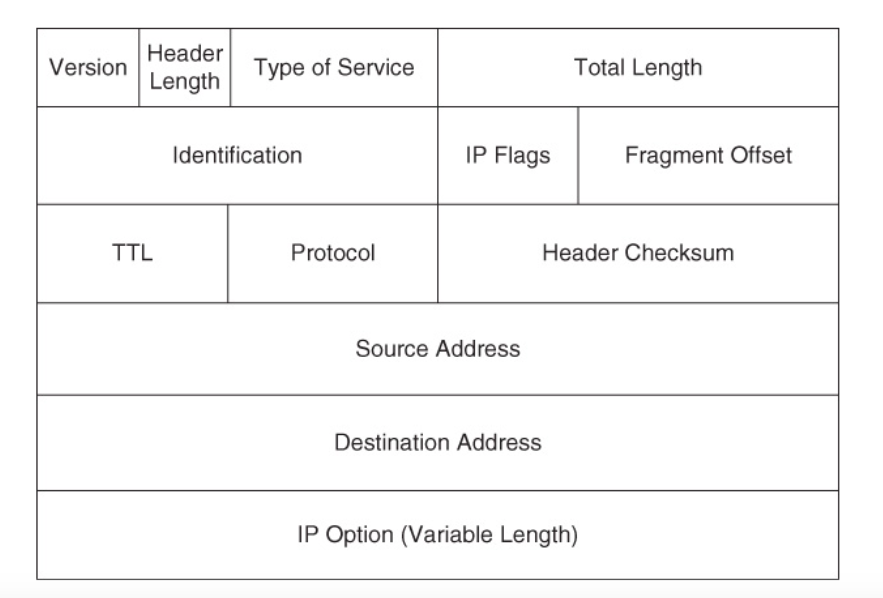 Version
Header
Length
Type of Service
Total Length
Identification
IP Flags
Fragment Offset
TTL
Protocol
Header Checksum
Source Address
Destination Address
IP Option (Variable Length)